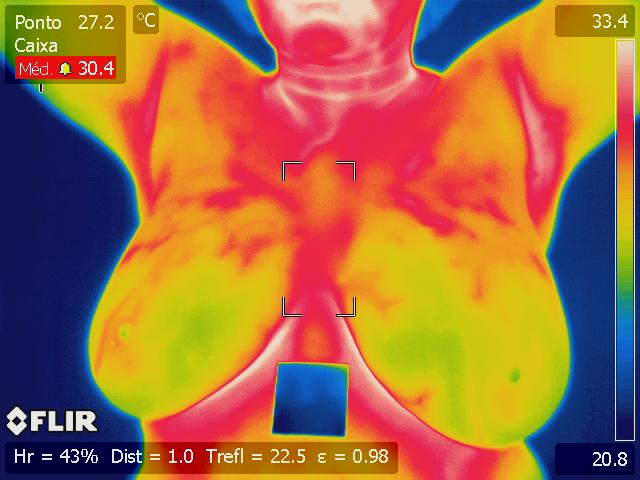 Ponto 27.2 °C
Caixa
Méd. 30.4
33.4
FLIR
Hr = 43% Dist = 1.0 Trefl = 22.5 ε = 0.98
20.8